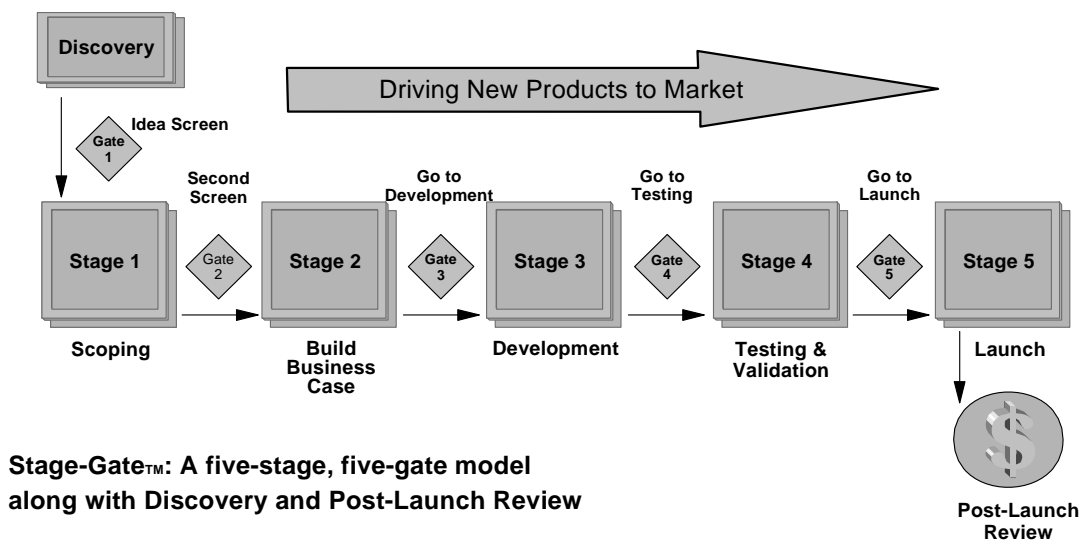 Discovery
Driving New Products to Market
Idea Screen
Gate
1
Second
Screen
Go to
Development
Go to
Testing
Go to
Launch
Stage 1
Gate
2
Stage 2
Gate
3
Stage 3
Gate
4
Stage 4
Gate
5
Stage 5
Scoping
Build
Business
Case
Development
Testing &
Validation
Launch
$
Stage-Gate™: A five-stage, five-gate model
along with Discovery and Post-Launch Review
Post-Launch
Review